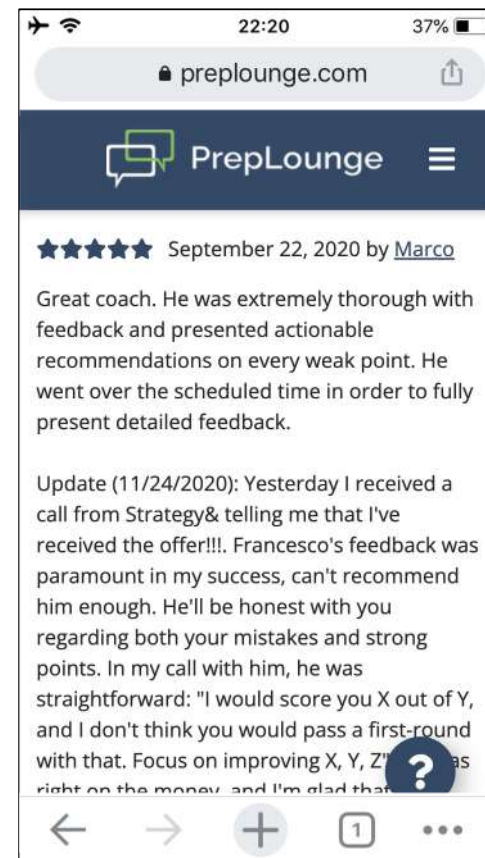 22:20
37%
preplounge.com
PrepLounge
September 22, 2020 by Marco
Great coach. He was extremely thorough with
feedback and presented actionable
recommendations on every weak point. He
went over the scheduled time in order to fully
present detailed feedback.
Update (11/24/2020): Yesterday I received a
call from Strategy& telling me that I've
received the offer!!!. Francesco's feedback was
paramount in my success, can't recommend
him enough. He'll be honest with you
regarding both your mistakes and strong
points. In my call with him, he was
straightforward: "I would score you X out of Y,
and I don't think you would pass a first-round
with that. Focus on improving X, Y, Z"
?
right on the money, and I'm glad that
1